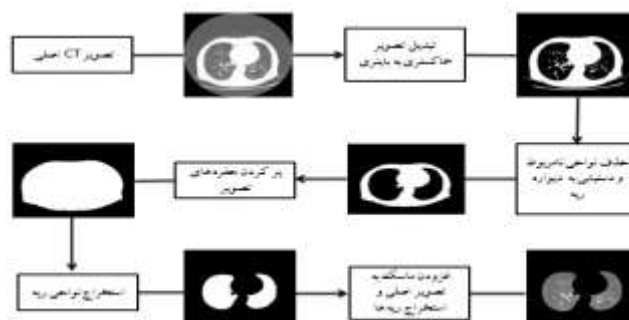 تصویر CT اصلی
تبدیل تصویر
خاکستری به باینری
حذف نواحی نامربوط
و دستیابی به دیواره
ریه
پر کردن حفره‌های
تصویر
استخراج نواحی ریه
افزودن ماسک به
تصویر اصلی و
استخراج ریه‌ها